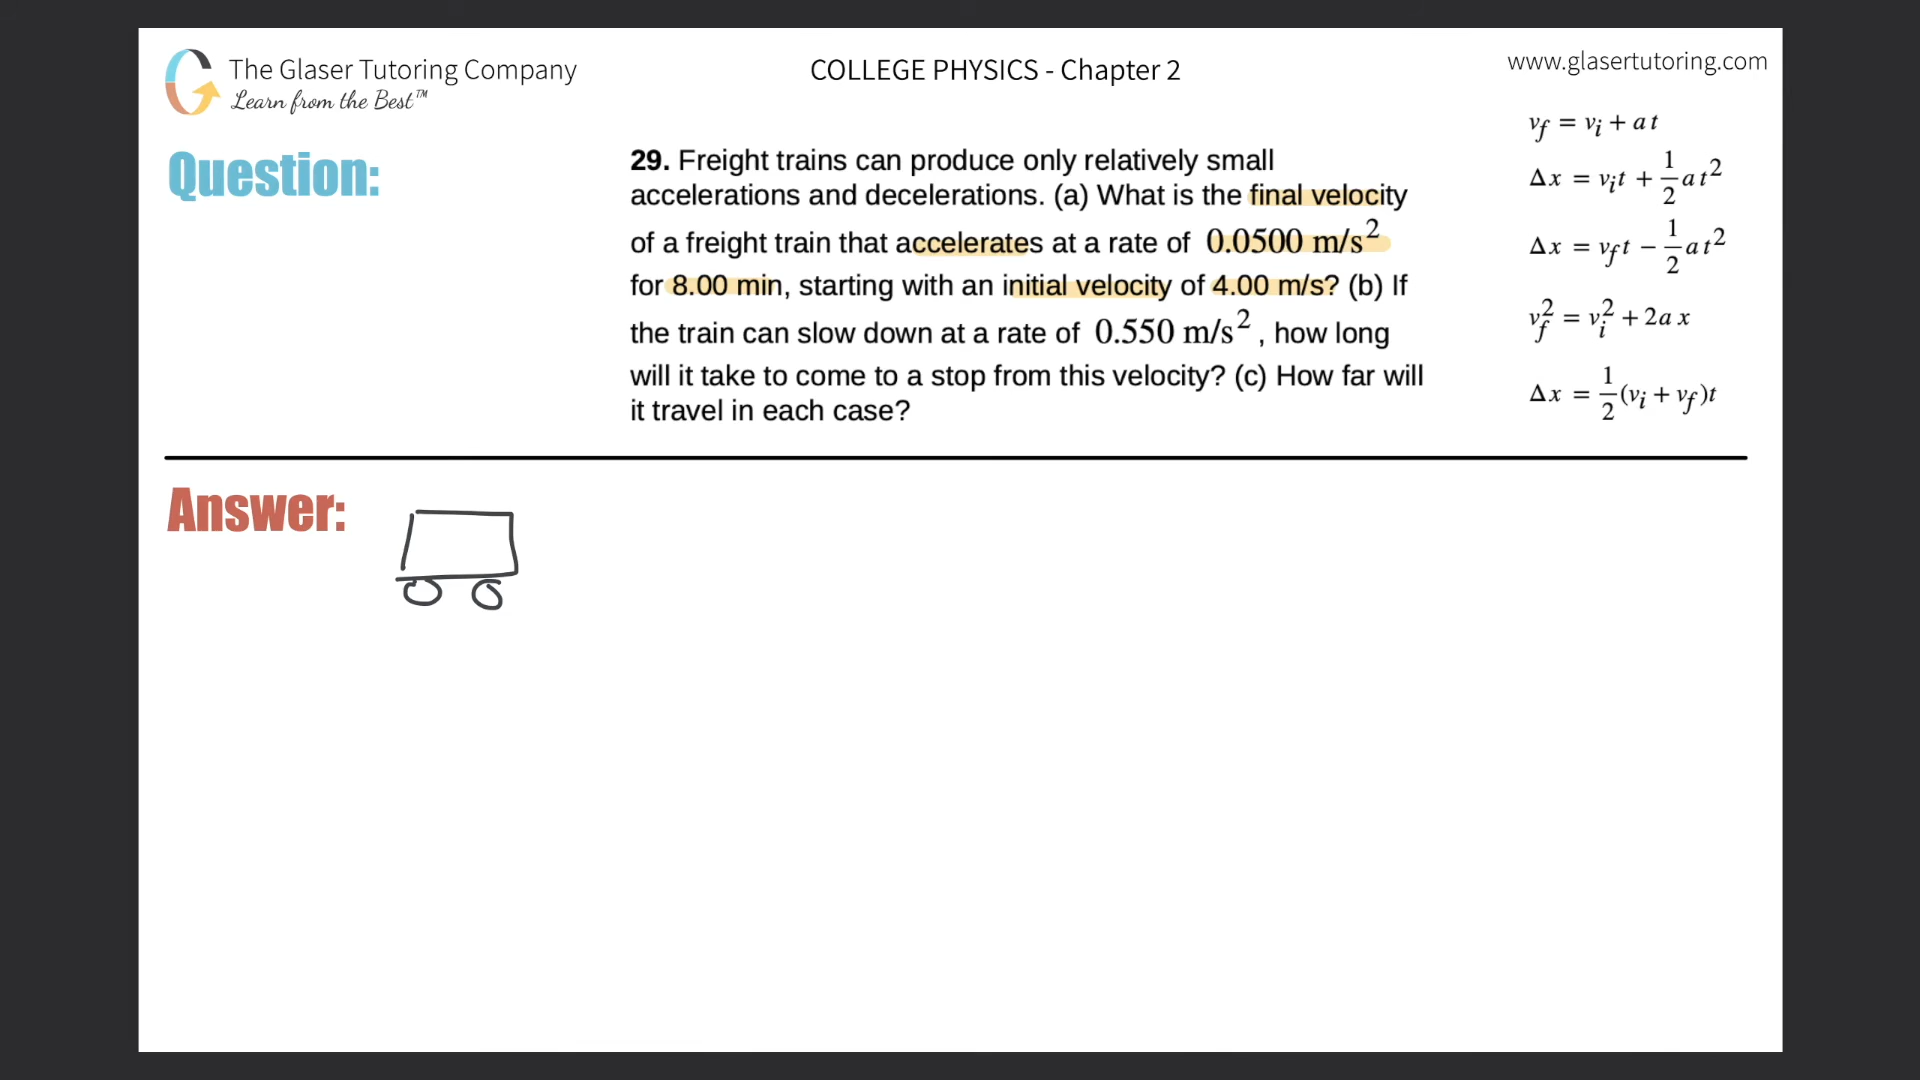 The Glaser Tutoring Company
Learn from the Best™
COLLEGE PHYSICS - Chapter 2
www.glasertutoring.com
Question:
29. Freight trains can produce only relatively small
accelerations and decelerations. (a) What is the final velocity
of a freight train that accelerates at a rate of 0.0500 m/s²
for 8.00 min, starting with an initial velocity of 4.00 m/s? (b) If
the train can slow down at a rate of 0.550 m/s², how long
will it take to come to a stop from this velocity? (c) How far will
it travel in each case?
v_f = v_i + at
Δx = v_i t + 1/2 at²
Δx = v_f t − 1/2 at²
v_f² = v_i² + 2a x
Δx = 1/2 (v_i + v_f)t
Answer: